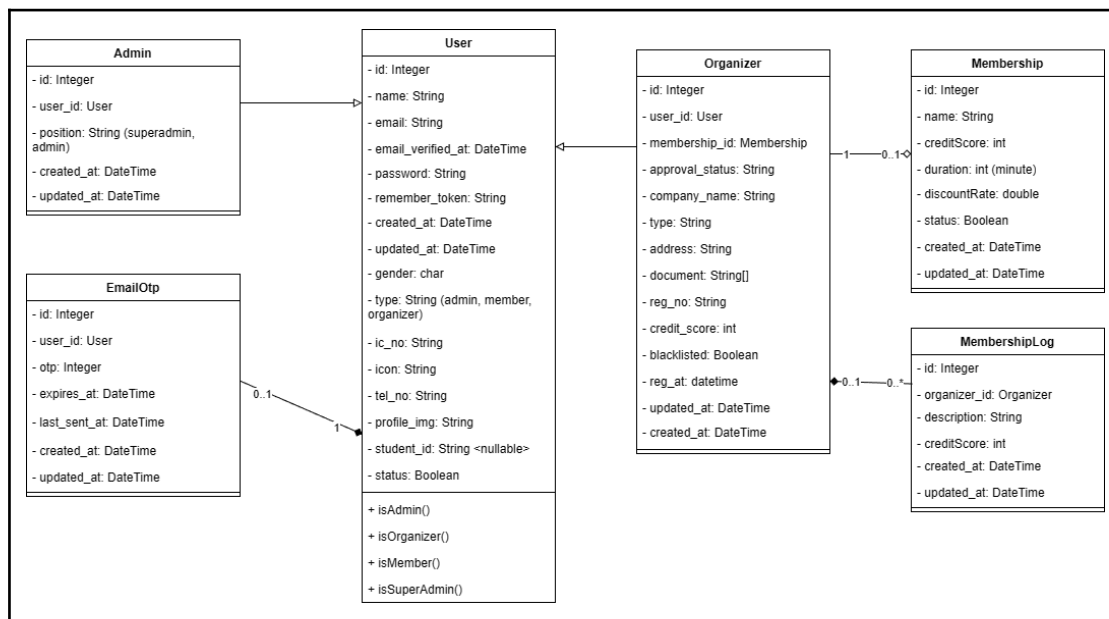 Admin
- id: Integer
- user_id: User
- position: String (superadmin,
admin)
- created_at: DateTime
- updated_at: DateTime
EmailOtp
- id: Integer
- user_id: User
- otp: Integer
- expires_at: DateTime
- last_sent_at: DateTime
- created_at: DateTime
- updated_at: DateTime
0..1
1
User
- id: Integer
- name: String
- email: String
- email_verified_at: DateTime
- password: String
- remember_token: String
- created_at: DateTime
- updated_at: DateTime
- gender: char
- type: String (admin, member,
organizer)
- ic_no: String
- icon: String
- tel_no: String
- profile_img: String
- student_id: String <nullable>
- status: Boolean
+ isAdmin()
+ isOrganizer()
+ isMember()
+ isSuperAdmin()
Organizer
- id: Integer
- user_id: User
- membership_id: Membership
- approval_status: String
- company_name: String
- type: String
- address: String
- document: String[]
- reg_no: String
- credit_score: int
- blacklisted: Boolean
- reg_at: datetime
- updated_at: DateTime
- created_at: DateTime
1
0..1
0..1
0..*
Membership
- id: Integer
- name: String
- creditScore: int
- duration: int (minute)
- discountRate: double
- status: Boolean
- created_at: DateTime
- updated_at: DateTime
MembershipLog
- id: Integer
- organizer_id: Organizer
- description: String
- creditScore: int
- created_at: DateTime
- updated_at: DateTime